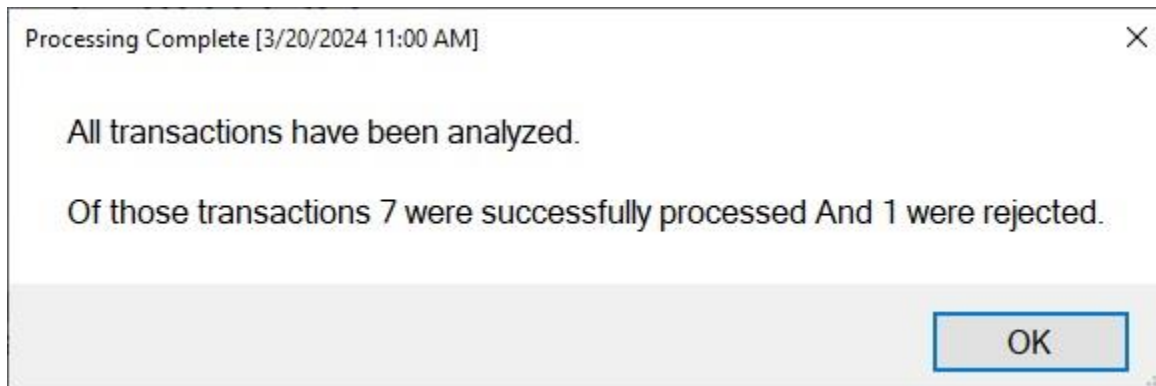 Processing Complete [3/20/2024 11:00 AM]
All transactions have been analyzed.
Of those transactions 7 were successfully processed And 1 were rejected.
OK